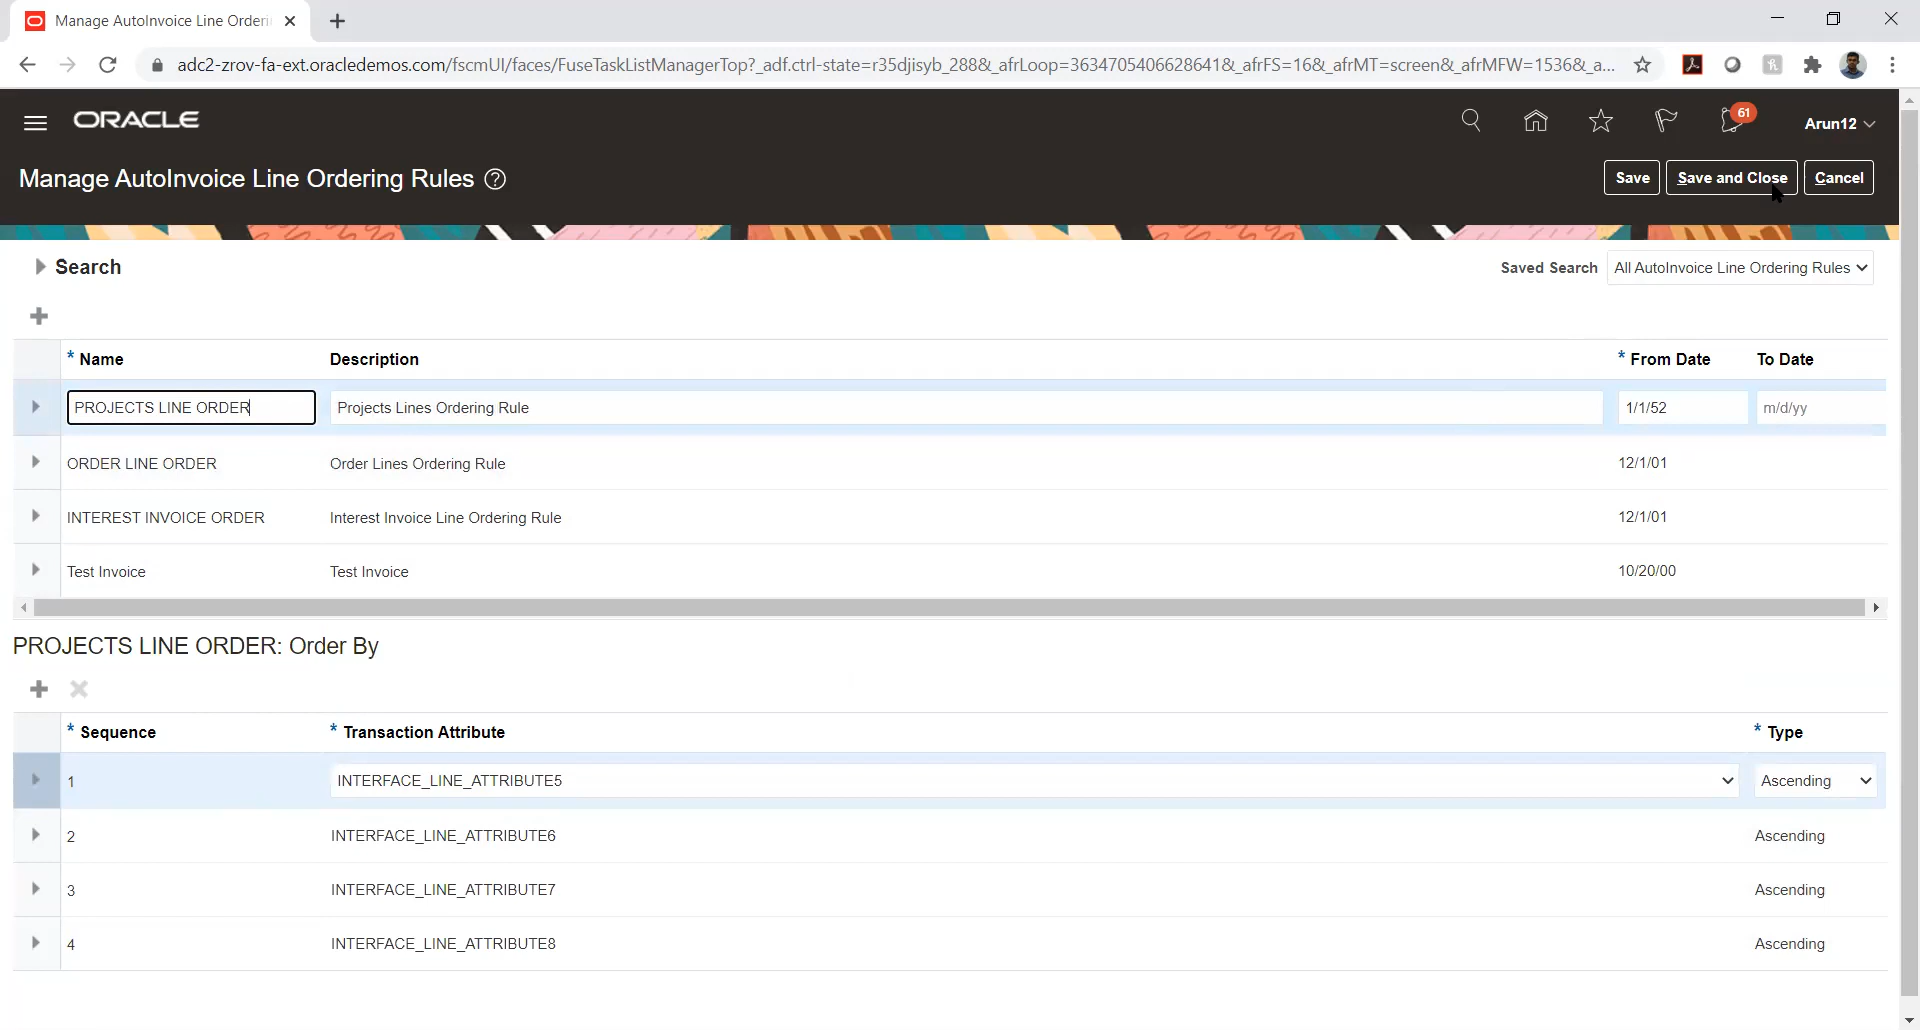 Manage AutoInvoice Line Orderi
adc2-zrov-fa-ext.oracledemos.com/fscmUI/faces/FuseTaskListManagerTop?_adf.ctrl-state=r35djisyb_288&_afrLoop=3634705406628641&_afrFS=16&_afrMT=screen&_afrMFW=1536&_a...
ORACLE
61
Arun12
Manage AutoInvoice Line Ordering Rules ?
Save Save and Close Cancel
Search
Saved Search All AutoInvoice Line Ordering Rules
* Name Description * From Date To Date
PROJECTS LINE ORDER Projects Lines Ordering Rule 1/1/52 m/d/yy
ORDER LINE ORDER Order Lines Ordering Rule 12/1/01
INTEREST INVOICE ORDER Interest Invoice Line Ordering Rule 12/1/01
Test Invoice Test Invoice 10/20/00
PROJECTS LINE ORDER: Order By
* Sequence * Transaction Attribute * Type
1 INTERFACE_LINE_ATTRIBUTE5 Ascending
2 INTERFACE_LINE_ATTRIBUTE6 Ascending
3 INTERFACE_LINE_ATTRIBUTE7 Ascending
4 INTERFACE_LINE_ATTRIBUTE8 Ascending